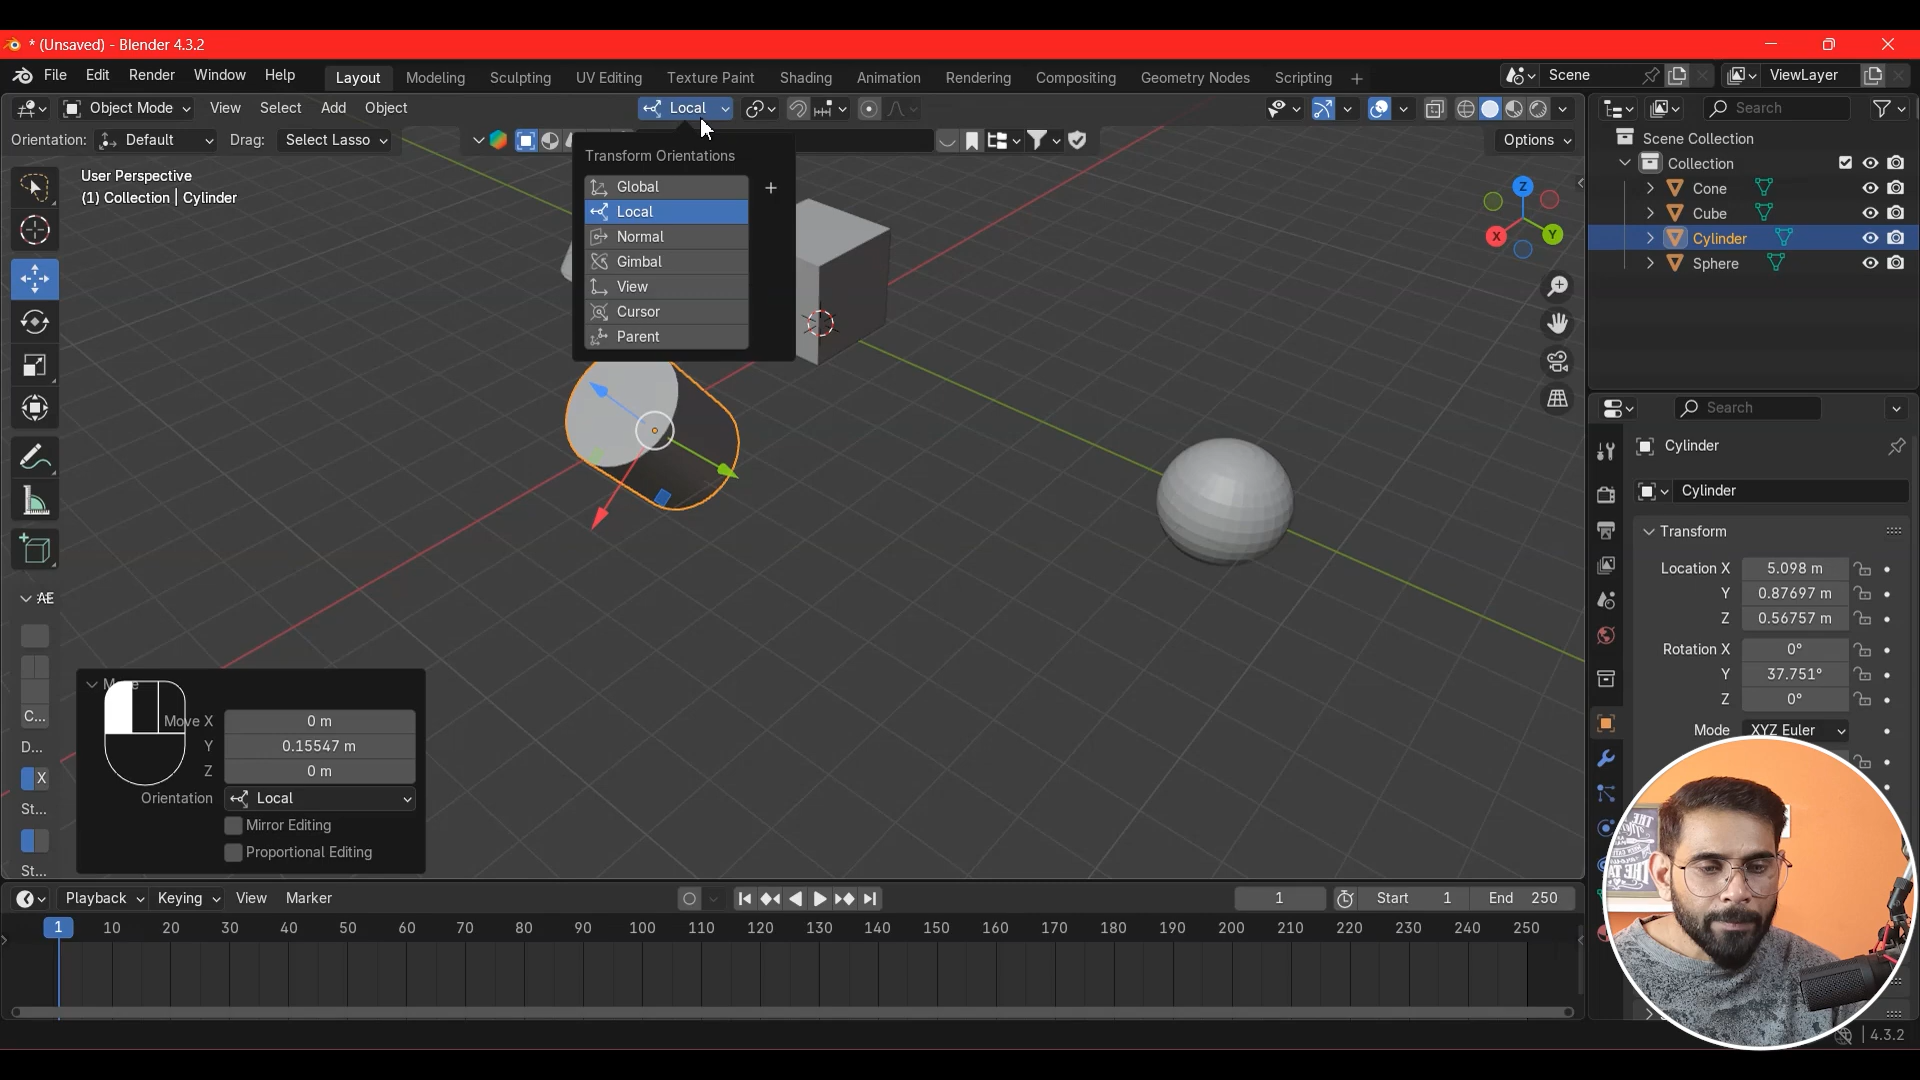 * (Unsaved) - Blender 4.3.2
File Edit Render Window Help Layout Modeling Sculpting UV Editing Texture Paint Shading Animation Rendering Compositing Geometry Nodes Scripting + Scene ViewLayer
Object Mode View Select Add Object Local Search
Orientation: Default Drag: Select Lasso Options
User Perspective
(1) Collection | Cylinder
Transform Orientations
Global
Local
Normal
Gimbal
View
Cursor
Parent
Z
X
Y
Scene Collection
Collection
Cone
Cube
Cylinder
Sphere
Search
Cylinder
Cylinder
Transform
Location X 5.098 m
Y 0.87697 m
Z 0.56757 m
Rotation X 0°
Y 37.751°
Z 0°
Mode XYZ Euler
AE
C...
D...
X
St...
St...
Move X 0 m
Y 0.15547 m
Z 0 m
Orientation Local
Mirror Editing
Proportional Editing
Playback Keying View Marker 1 Start 1 End 250
1 10 20 30 40 50 60 70 80 90 100 110 120 130 140 150 160 170 180 190 200 210 220 230 240 250
4.3.2